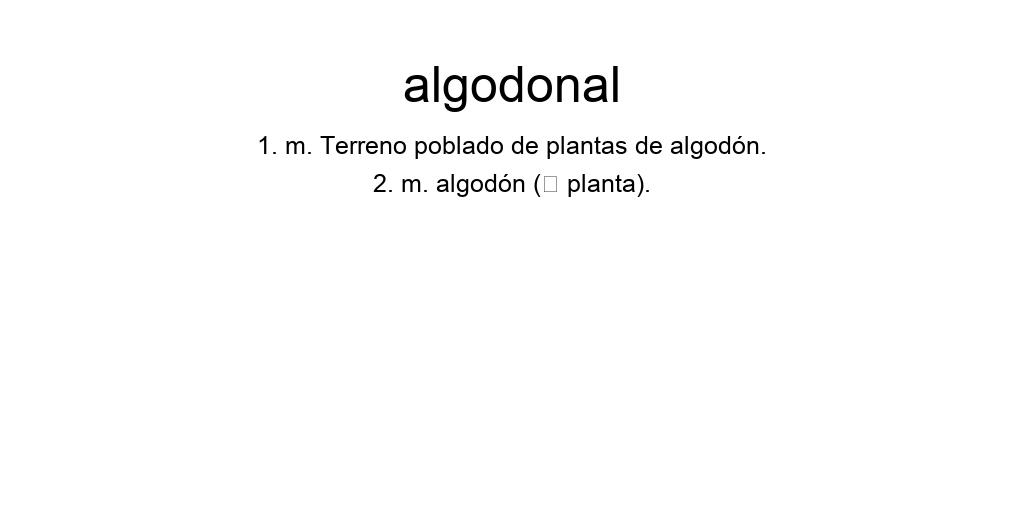 algodonal
1. m. Terreno poblado de plantas de algodón.
2. m. algodón (□ planta).